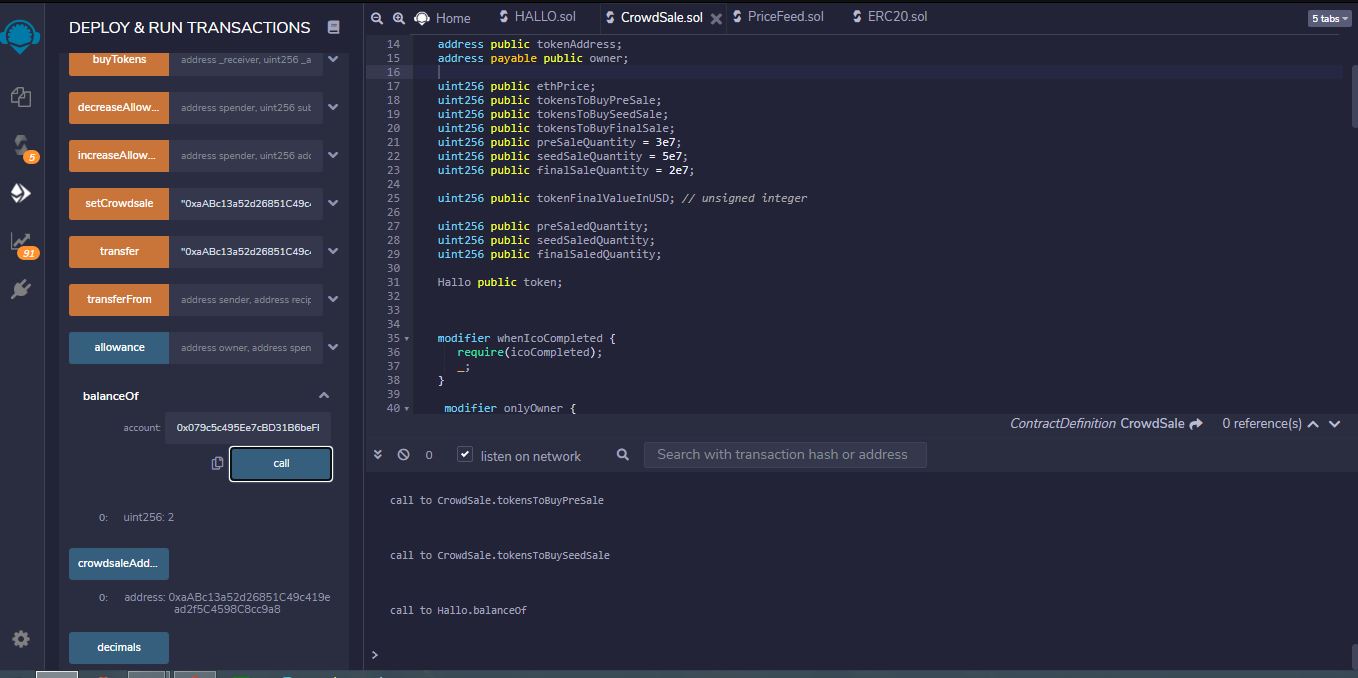 DEPLOY & RUN TRANSACTIONS
buyTokens address _receiver, uint256 _a
decreaseAllow... address spender, uint256 sub
increaseAllow... address spender, uint256 adc
setCrowdsale "0xaABc13a52d26851C49c4
transfer "0xaABc13a52d26851C49c4
transferFrom address sender, address recip
allowance address owner, address spen
balanceOf
account: 0x079c5c495Ee7cBD31B6beFl
call
0: uint256: 2
crowdsaleAdd...
0: address: 0xaABc13a52d26851C49c419e
ad2f5C4598C8cc9a8
decimals
5
91
Home HALLO.sol CrowdSale.sol PriceFeed.sol ERC20.sol 5 tabs
14 address public tokenAddress;
15 address payable public owner;
16
17 uint256 public ethPrice;
18 uint256 public tokensToBuyPreSale;
19 uint256 public tokensToBuySeedSale;
20 uint256 public tokensToBuyFinalSale;
21 uint256 public preSaleQuantity = 3e7;
22 uint256 public seedSaleQuantity = 5e7;
23 uint256 public finalSaleQuantity = 2e7;
24
25 uint256 public tokenFinalValueInUSD; // unsigned integer
26
27 uint256 public preSaledQuantity;
28 uint256 public seedSaledQuantity;
29 uint256 public finalSaledQuantity;
30
31 Hallo public token;
32
33
34
35 modifier whenIcoCompleted {
36 require(icoCompleted);
37 _;
38 }
39
40 modifier onlyOwner {
ContractDefinition CrowdSale 0 reference(s)
0 listen on network Search with transaction hash or address
call to CrowdSale.tokensToBuyPreSale
call to CrowdSale.tokensToBuySeedSale
call to Hallo.balanceOf
>